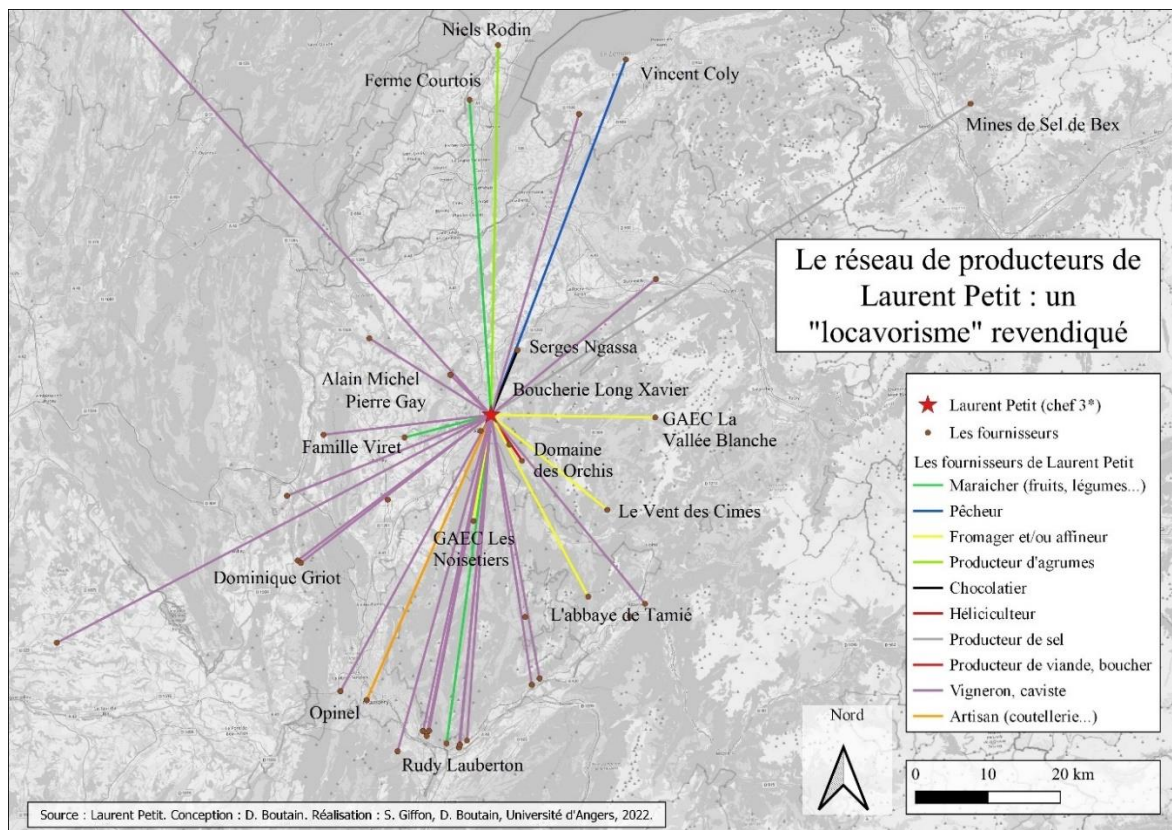 Niels Rodin
Ferme Courtois
Vincent Coly
Mines de Sel de Bex
Le réseau de producteurs de
Laurent Petit : un
"locavorisme" revendiqué
Serges Ngassa
Alain Michel
Pierre Gay
Boucherie Long Xavier
GAEC La
Vallée Blanche
Famille Viret
Domaine
des Orchis
Le Vent des Cimes
GAEC Les
Noisetiers
Dominique Griot
L'abbaye de Tamié
Opinel
Rudy Lauberton
Laurent Petit (chef 3*)
Les fournisseurs
Les fournisseurs de Laurent Petit
Maraicher (fruits, légumes...)
Pêcheur
Fromager et/ou affineur
Producteur d'agrumes
Chocolatier
Héliciculteur
Producteur de sel
Producteur de viande, boucher
Vigneron, caviste
Artisan (coutellerie...)
Nord
0 10 20 km
Source : Laurent Petit. Conception : D. Boutain. Réalisation : S. Giffon, D. Boutain, Université d'Angers, 2022.